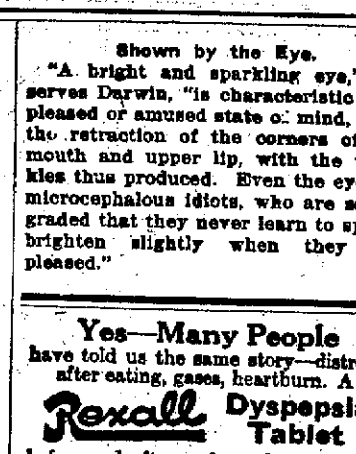 Shown by the Eye.
"A bright and sparkling eye,"
serves Darwin, "is characteristic
pleased or amused state of mind,
the retraction of the corners of
mouth and upper lip, with the
kles thus produced. Even the
microcephalous idiots, who are
graded that they never learn to
brighten slightly when they
pleased."
Yes—Many People
have told us the same story—distr
after eating, gases, heartburn. A
Rexall Dyspepsia
Tablet